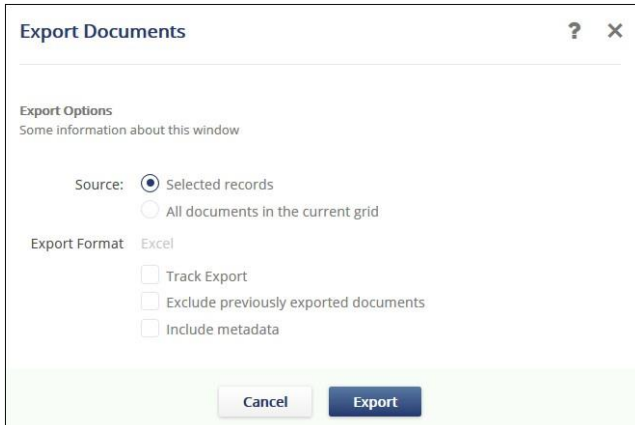 Export Documents ? ×
Export Options
Some information about this window
Source: Selected records
All documents in the current grid
Export Format Excel
Track Export
Exclude previously exported documents
Include metadata
Cancel Export